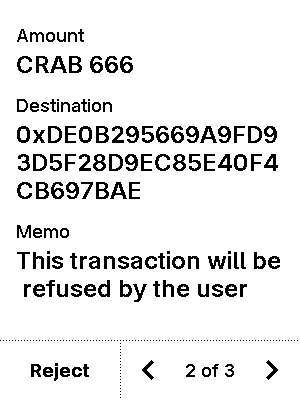 Amount
CRAB 666
Destination
0xDE0B295669A9FD9
3D5F28D9EC85E40F4
CB697BAE
Memo
This transaction will be
refused by the user
Reject
2 of 3